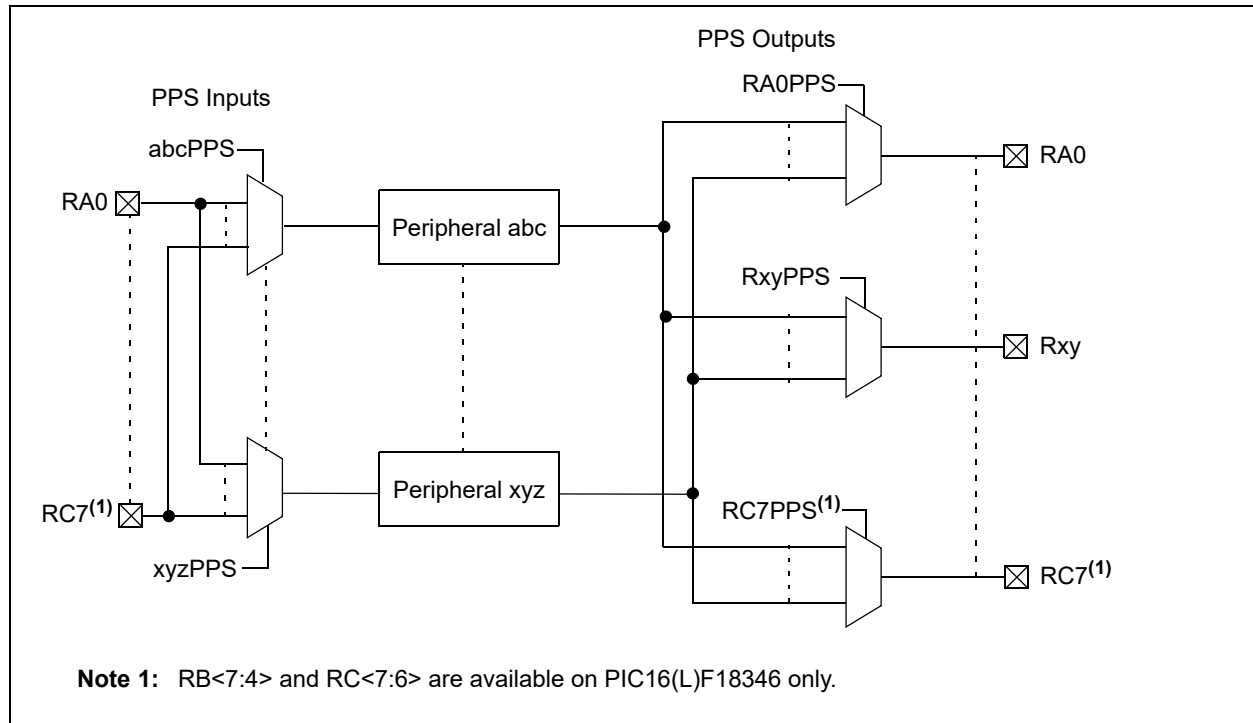 PPS Outputs
RA0PPS
PPS Inputs
abcPPS
RA0
RA0
Peripheral abc
RxyPPS
Rxy
Peripheral xyz
RC7(1)
RC7PPS(1)
xyzPPS
RC7(1)
Note 1: RB<7:4> and RC<7:6> are available on PIC16(L)F18346 only.